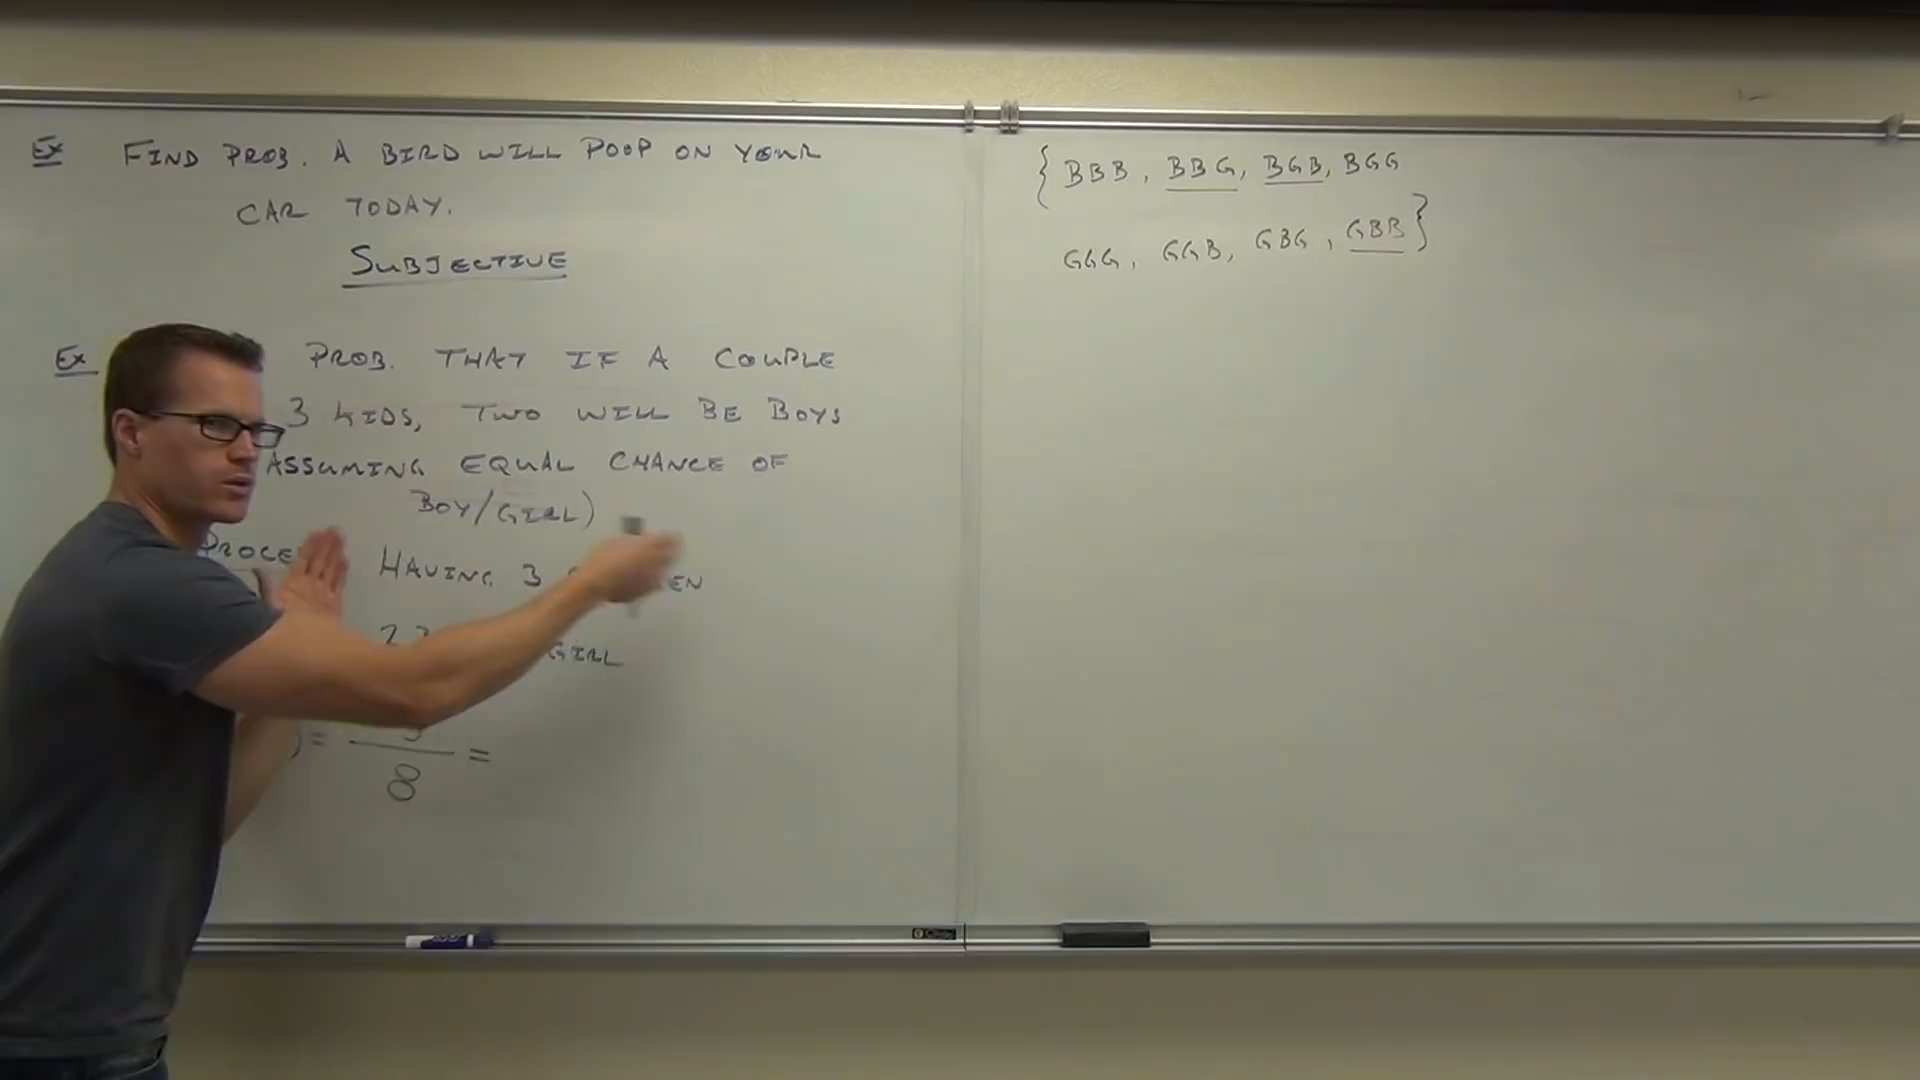 Ex FIND PROB. A BIRD WILL POOP ON YOUR
CAR TODAY.
SUBJECTIVE
Ex PROB. THAT IF A COUPLE
3 KIDS, TWO WILL BE BOYS
ASSUMING EQUAL CHANCE OF
BOY/GIRL)
HAVING 3
GIRL
) = 3
8 =
{ BBB, BBG, BGB, BGG
GGG, GGB, GBG, GBB }